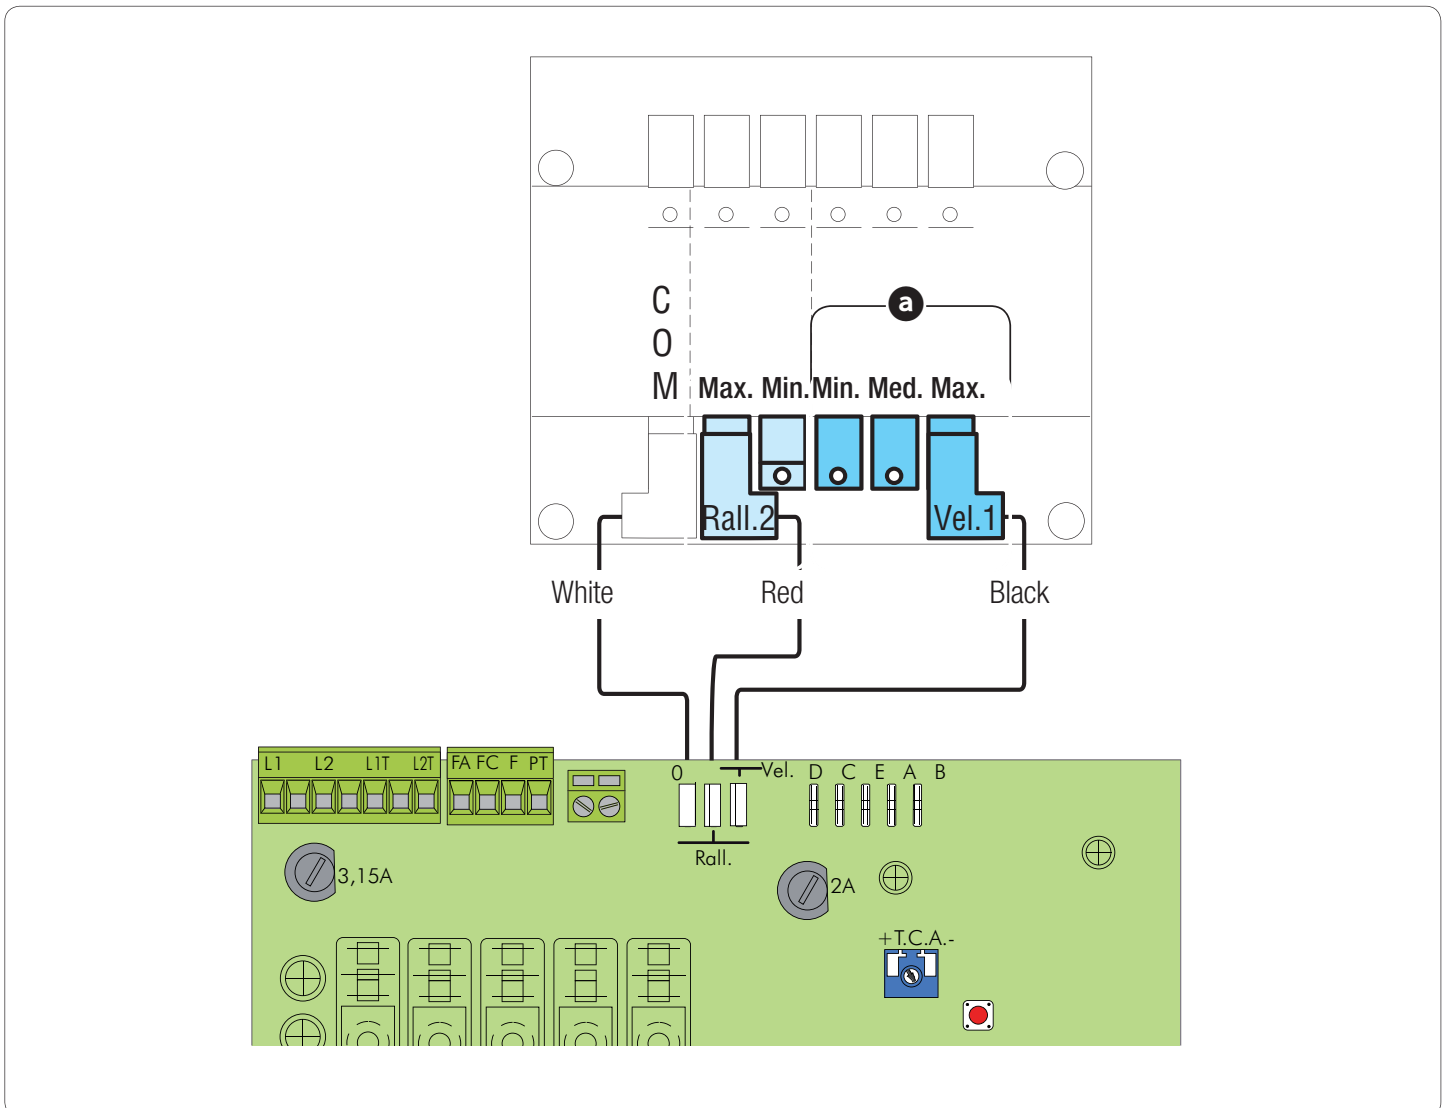 a
C
O
M
Max. Min. Min. Med. Max.
Rall.2
Vel.1
White
Red
Black
L1 L2 L1T L2T
FA FC F PT
0
Vel.
D C E A B
Rall.
3,15A
2A
+T.C.A.-